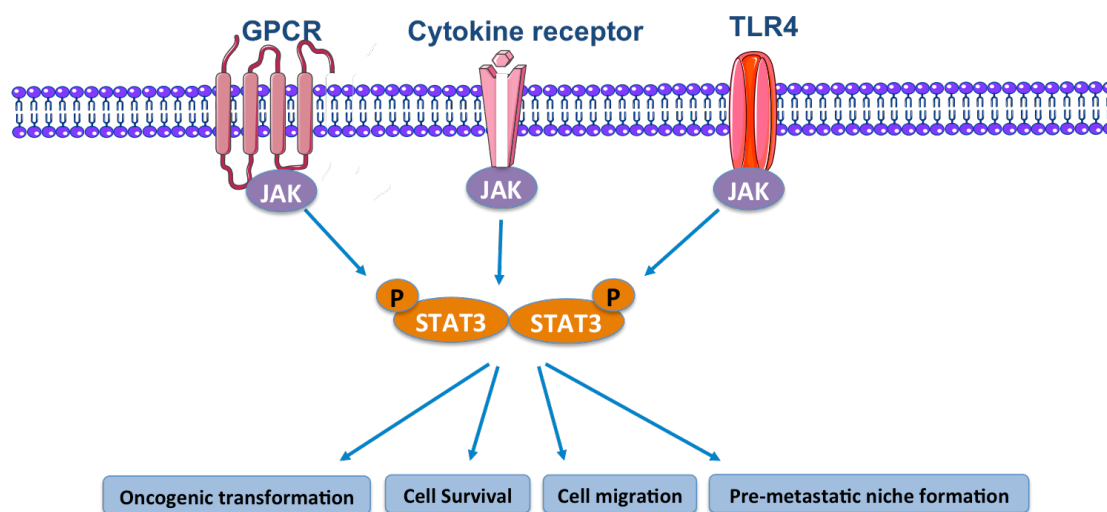 GPCR
Cytokine receptor
TLR4
JAK
JAK
JAK
P
P
STAT3
STAT3
Oncogenic transformation
Cell Survival
Cell migration
Pre-metastatic niche formation